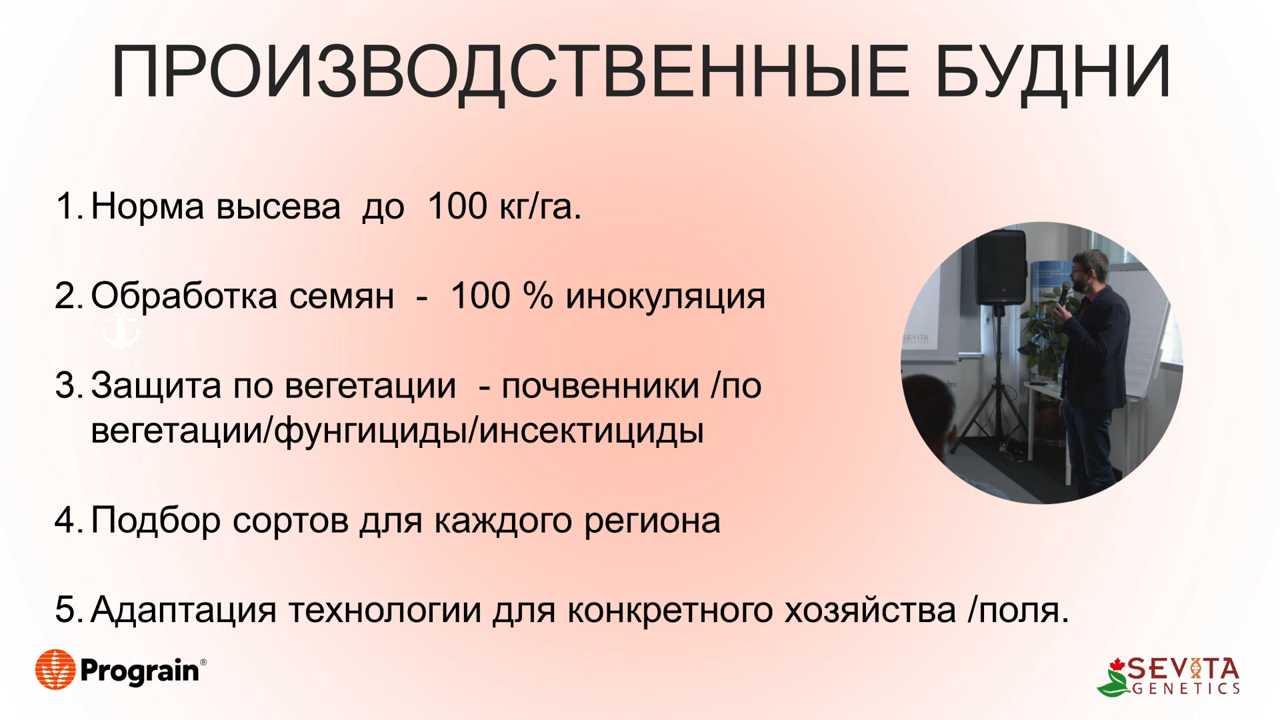 ПРОИЗВОДСТВЕННЫЕ БУДНИ
1. Норма высева до 100 кг/га.
2. Обработка семян - 100 % инокуляция
3. Защита по вегетации - почвенники /по
вегетации/фунгициды/инсектициды
4. Подбор сортов для каждого региона
5. Адаптация технологии для конкретного хозяйства /поля.
Prograin®
SEVITA
GENETICS